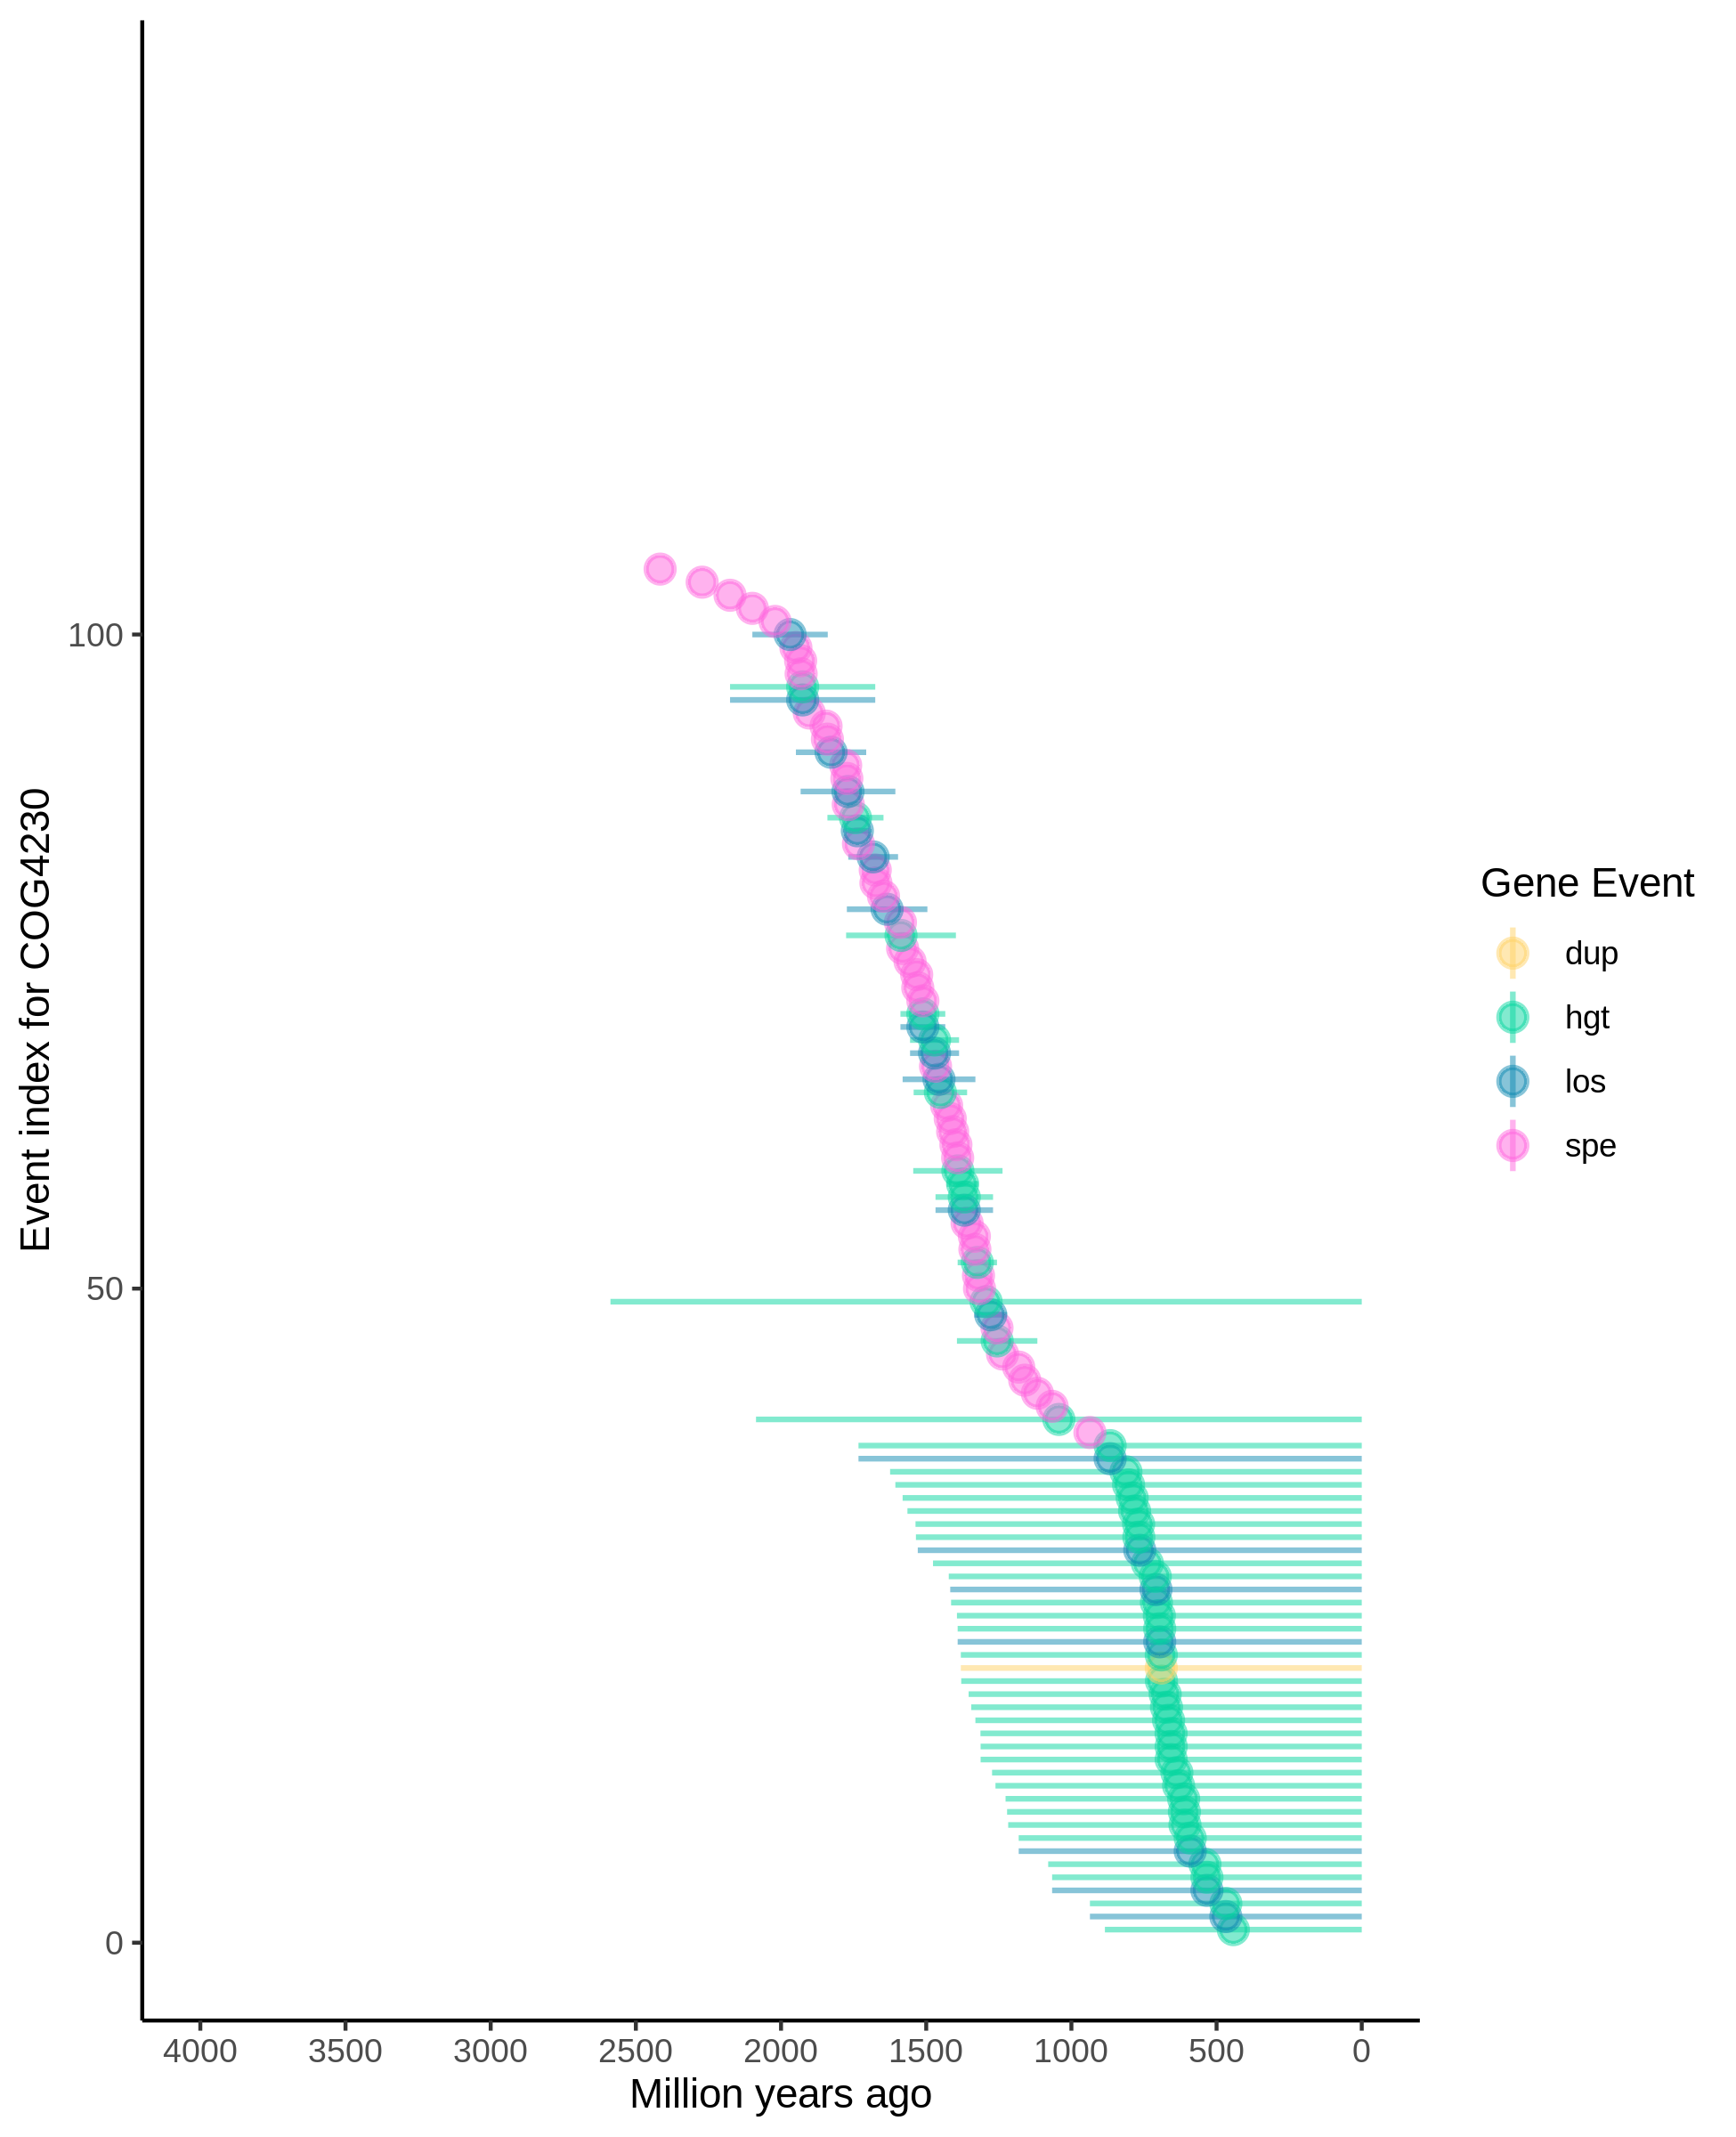 Event index for COG4230
100
50
0
4000 3500 3000 2500 2000 1500 1000 500 0
Million years ago
Gene Event
dup
hgt
los
spe